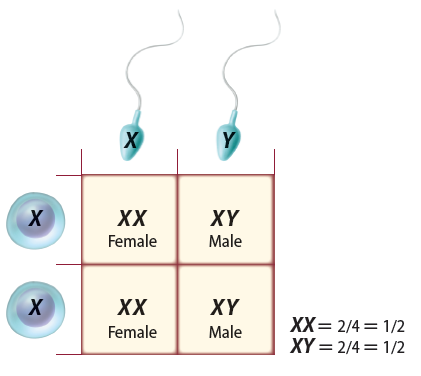 X Y
X XX XY
Female Male
X XX XY
Female Male
XX = 2/4 = 1/2
XY = 2/4 = 1/2